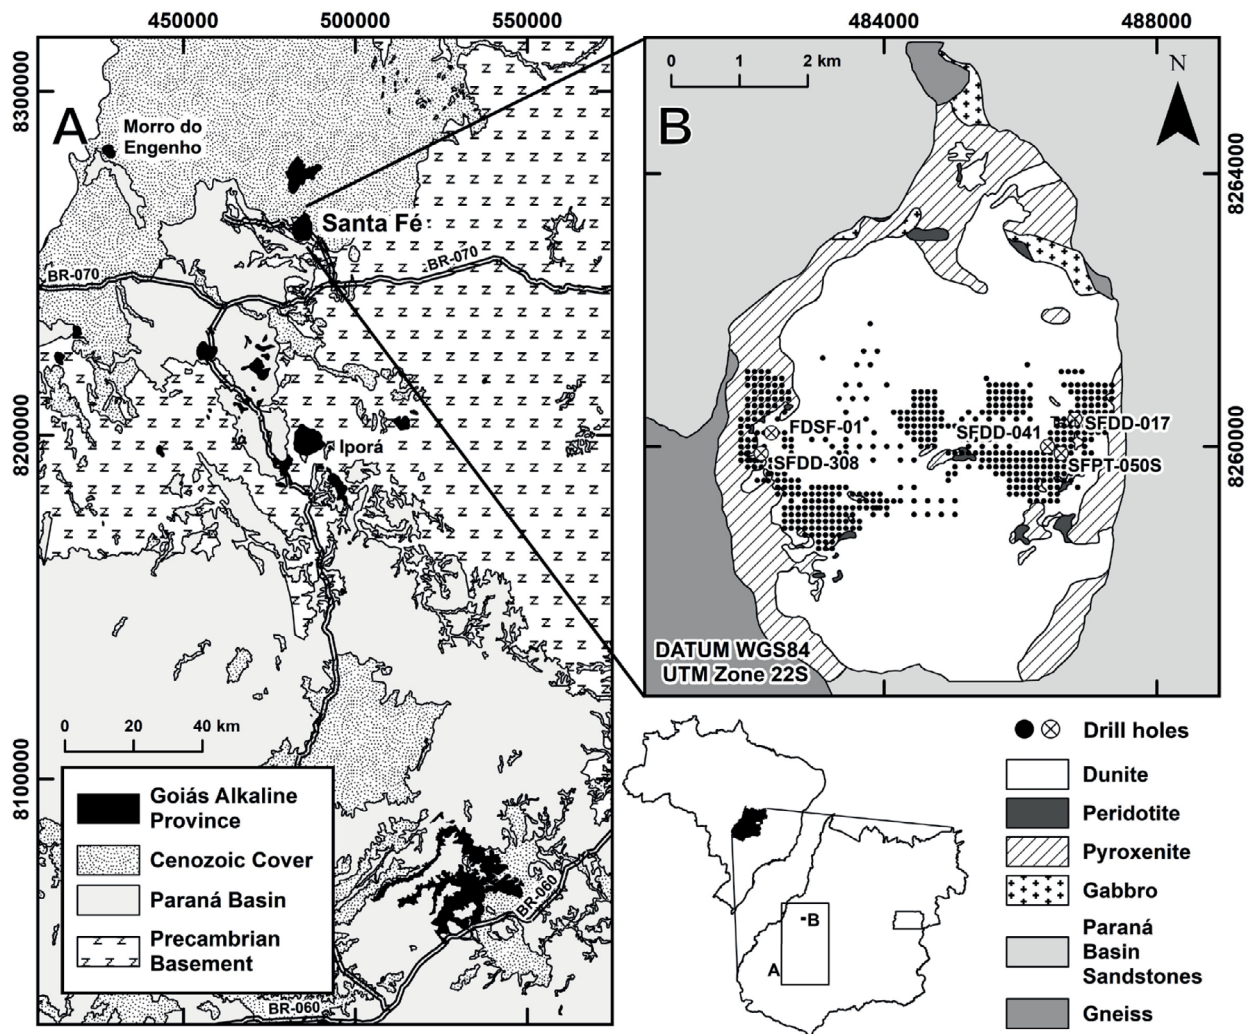 450000
500000
550000
8300000
8200000
8100000
A
Morro do
Engenho
Santa Fé
BR-070
BR-070
Iporá
0
20
40 km
Goiás Alkaline
Province
Cenozoic Cover
Paraná Basin
Precambrian
Basement
BR-060
BR-060
484000
488000
8264000
8260000
0
1
2 km
B
N
FDSF-01
SFDD-308
SFDD-041
SFDD-017
SFPT-050S
DATUM WGS84
UTM Zone 22S
B
A
Drill holes
Dunite
Peridotite
Pyroxenite
Gabbro
Paraná
Basin
Sandstones
Gneiss